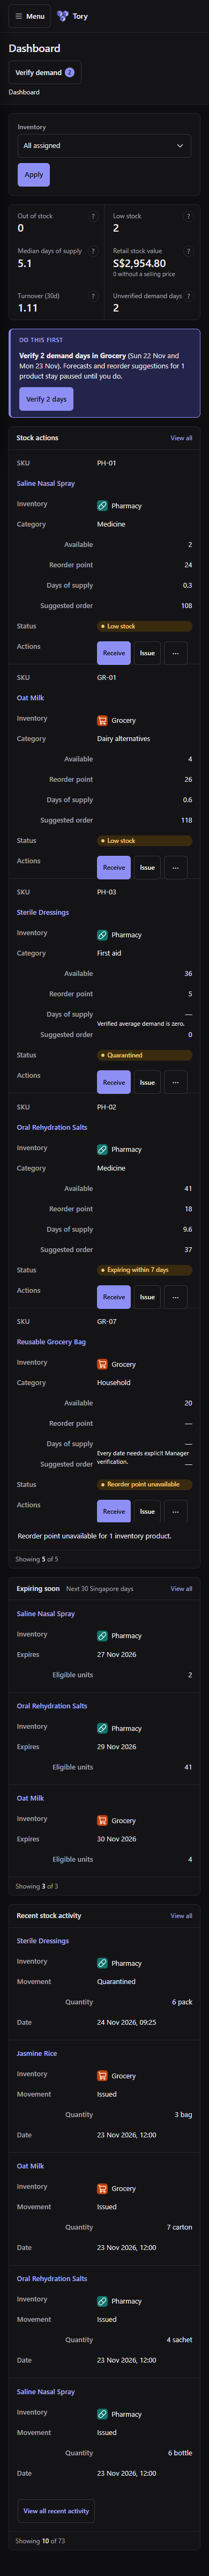 Menu Tory
Dashboard
Verify demand 2
Dashboard
Inventory
All assigned
Apply
Out of stock ?
0
Low stock ?
2
Median days of supply ?
5.1
Retail stock value ?
S$2,954.80
0 without a selling price
Turnover (30d) ?
1.11
Unverified demand days ?
2
DO THIS FIRST
Verify 2 demand days in Grocery (Sun 22 Nov and
Mon 23 Nov). Forecasts and reorder suggestions for 1
product stay paused until you do.
Verify 2 days
Stock actions View all
SKU PH-01
Saline Nasal Spray
Inventory Pharmacy
Category Medicine
Available 2
Reorder point 24
Days of supply 0.3
Suggested order 108
Status Low stock
Actions Receive Issue ...
SKU GR-01
Oat Milk
Inventory Grocery
Category Dairy alternatives
Available 4
Reorder point 26
Days of supply 0.6
Suggested order 118
Status Low stock
Actions Receive Issue ...
SKU PH-03
Sterile Dressings
Inventory Pharmacy
Category First aid
Available 36
Reorder point 5
Days of supply —
Verified average demand is zero.
Suggested order 0
Status Quarantined
Actions Receive Issue ...
SKU PH-02
Oral Rehydration Salts
Inventory Pharmacy
Category Medicine
Available 41
Reorder point 18
Days of supply 9.6
Suggested order 37
Status Expiring within 7 days
Actions Receive Issue ...
SKU GR-07
Reusable Grocery Bag
Inventory Grocery
Category Household
Available 20
Reorder point —
Days of supply —
Every date needs explicit Manager
verification.
Suggested order —
Status Reorder point unavailable
Actions Receive Issue ...
Reorder point unavailable for 1 inventory product.
Showing 5 of 5
Expiring soon Next 30 Singapore days View all
Saline Nasal Spray
Inventory Pharmacy
Expires 27 Nov 2026
Eligible units 2
Oral Rehydration Salts
Inventory Pharmacy
Expires 29 Nov 2026
Eligible units 41
Oat Milk
Inventory Grocery
Expires 30 Nov 2026
Eligible units 4
Showing 3 of 3
Recent stock activity View all
Sterile Dressings
Inventory Pharmacy
Movement Quarantined
Quantity 6 pack
Date 24 Nov 2026, 09:25
Jasmine Rice
Inventory Grocery
Movement Issued
Quantity 3 bag
Date 23 Nov 2026, 12:00
Oat Milk
Inventory Grocery
Movement Issued
Quantity 7 carton
Date 23 Nov 2026, 12:00
Oral Rehydration Salts
Inventory Pharmacy
Movement Issued
Quantity 4 sachet
Date 23 Nov 2026, 12:00
Saline Nasal Spray
Inventory Pharmacy
Movement Issued
Quantity 6 bottle
Date 23 Nov 2026, 12:00
View all recent activity
Showing 10 of 73